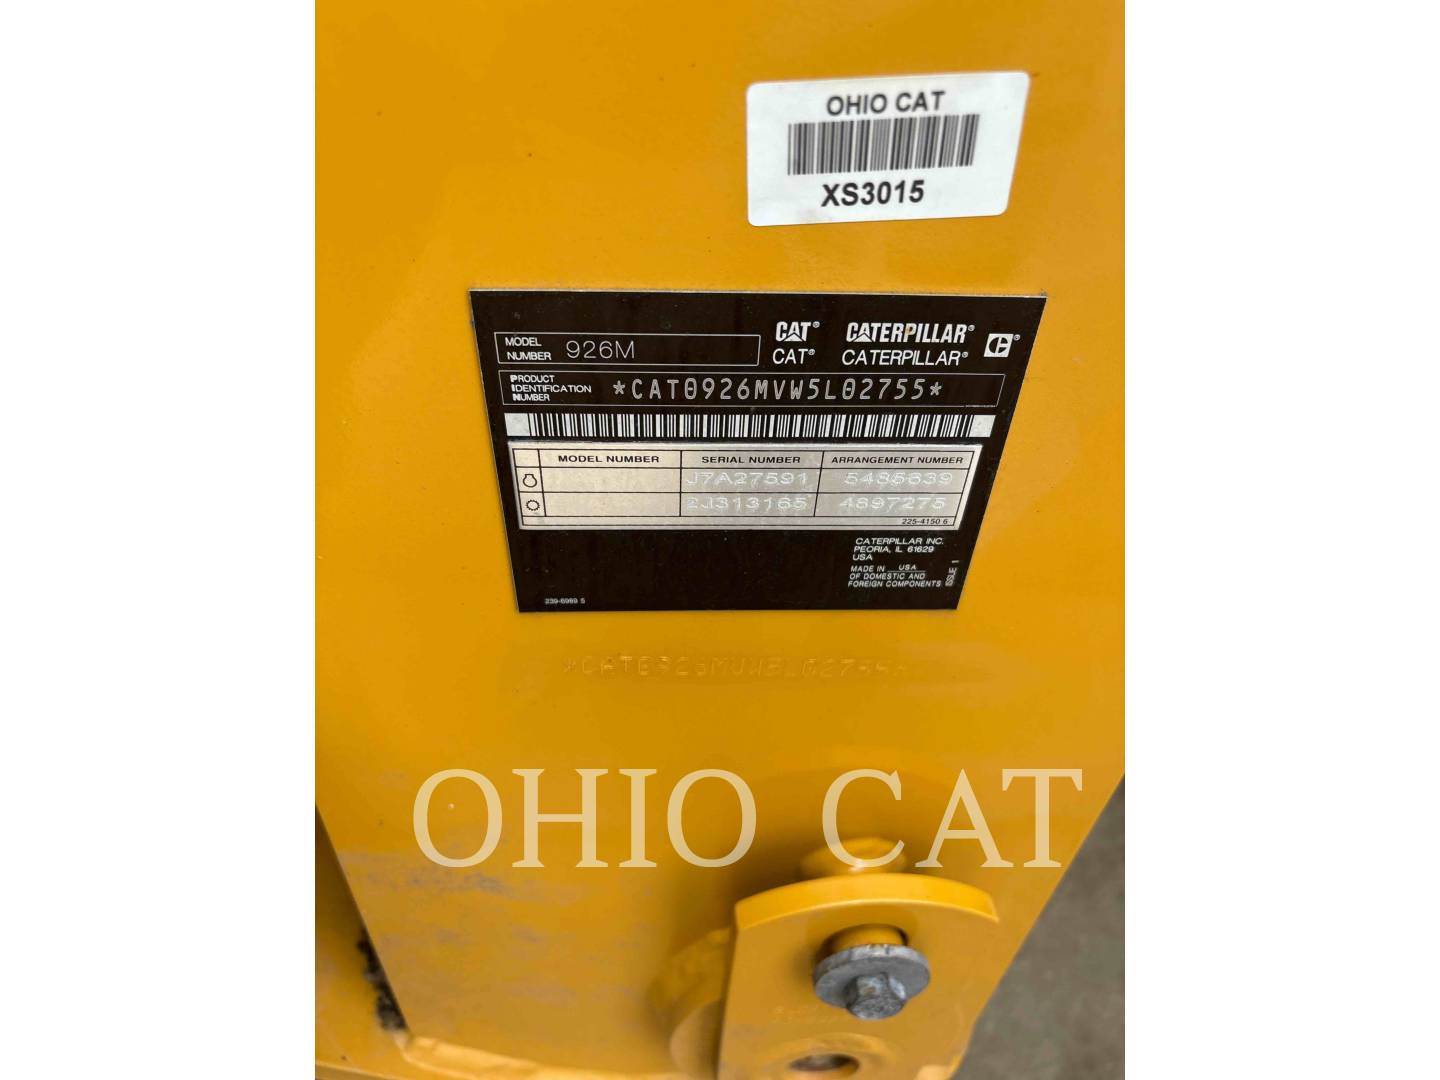 OHIO CAT
XS3015
CAT® CATERPILLAR®
MODEL NUMBER 926M
CAT® CATERPILLAR®
PRODUCT IDENTIFICATION NUMBER *CAT0926MVW5L02755*
MODEL NUMBER SERIAL NUMBER ARRANGEMENT NUMBER
J7A27591 5485639
2J313165 4897275
225-4150 6
CATERPILLAR INC.
PEORIA, IL 61629
USA
MADE IN USA
OF DOMESTIC AND
FOREIGN COMPONENTS
ISSUE 1
239-6989 5
*CAT0926MVW5L02755*
OHIO CAT